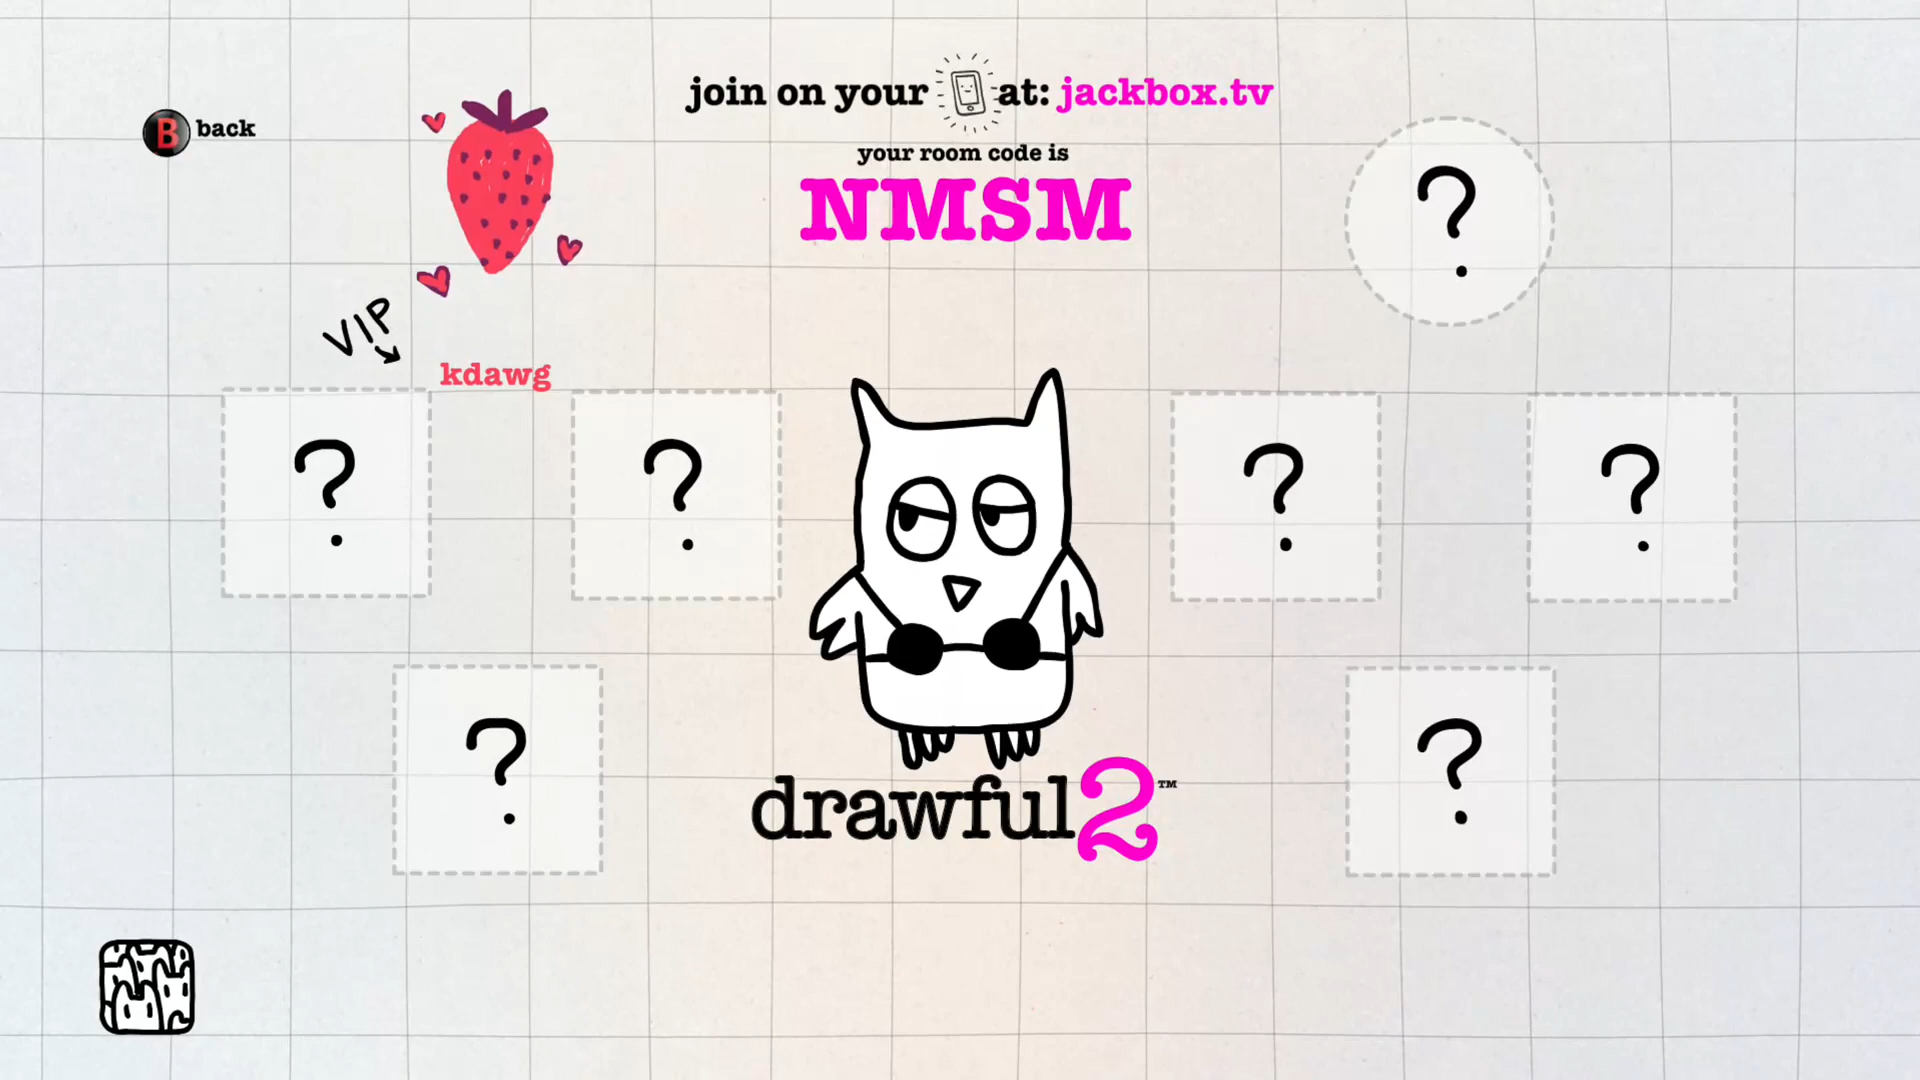 join on your at: jackbox.tv
B back
your room code is
NMSM
VIP
kdawg
? ? ? ? ? ? ?
drawful2™